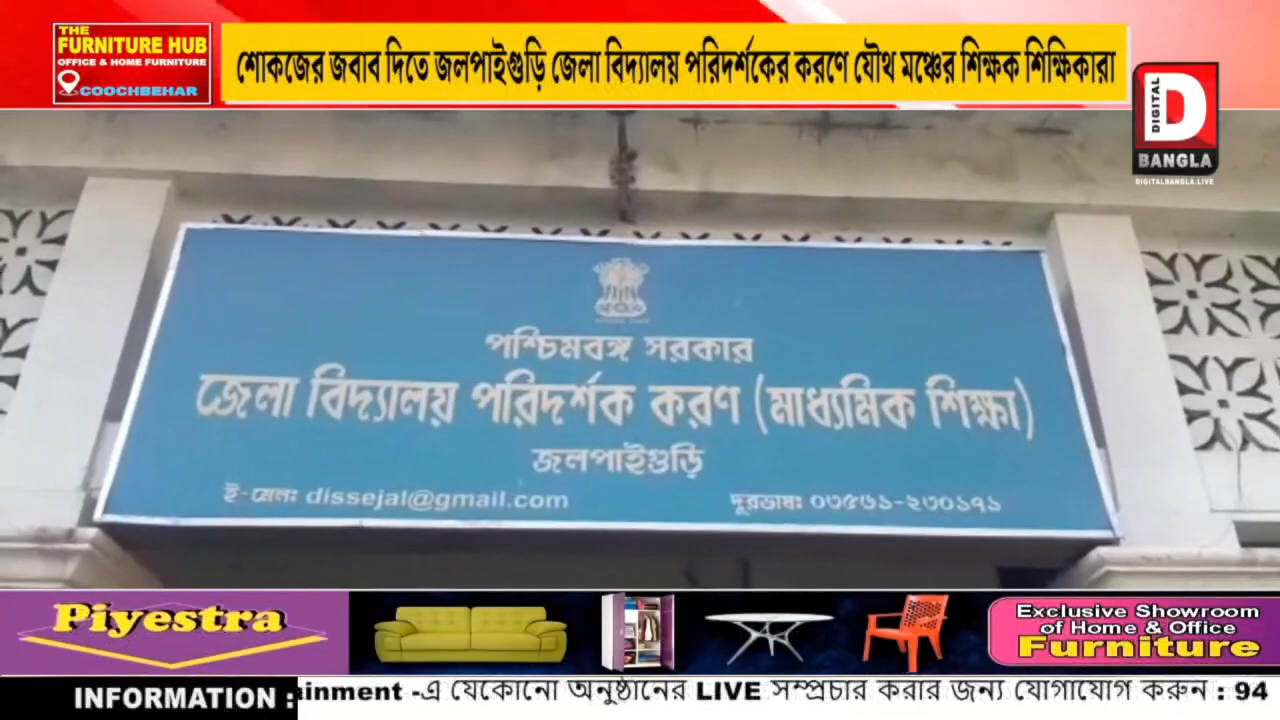 THE
FURNITURE HUB
OFFICE & HOME FURNITURE
COOCHBEHAR
শোকজের জবাব দিতে জলপাইগুড়ি জেলা বিদ্যালয় পরিদর্শকের করণে যৌথ মঞ্চের শিক্ষক শিক্ষিকারা
DIGITAL
D
BANGLA
DIGITALBANGLA.LIVE
পশ্চিমবঙ্গ সরকার
জেলা বিদ্যালয় পরিদর্শক করণ (মাধ্যমিক শিক্ষা)
জলপাইগুড়ি
ই-মেলঃ dissejal@gmail.com
দূরভাষঃ ০৩৫৬১-২৩০১৭১
Piyestra
Exclusive Showroom
of Home & Office
Furniture
INFORMATION : ainment -এ যেকোনো অনুষ্ঠানের LIVE সম্প্রচার করার জন্য যোগাযোগ করুন : 94